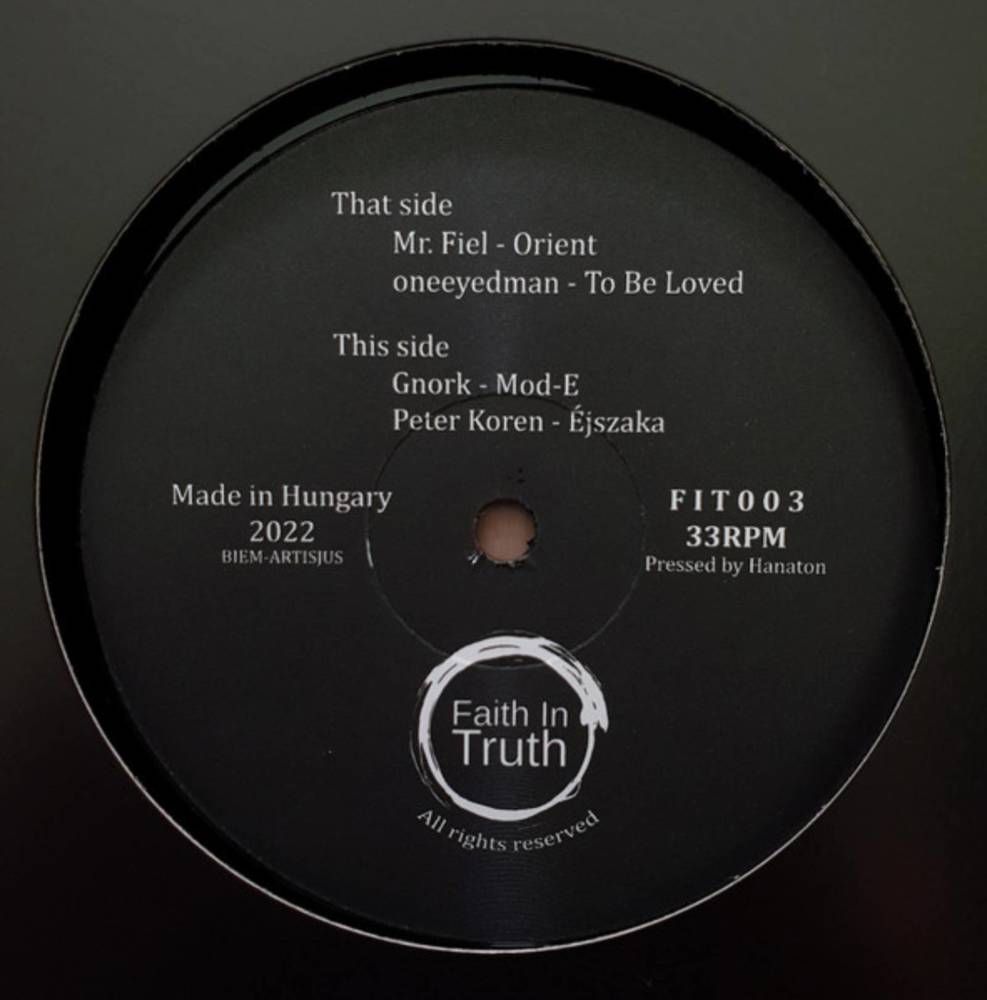 That side
Mr. Fiel - Orient
oneeyedman - To Be Loved
This side
Gnork - Mod-E
Peter Koren - Éjszaka
Made in Hungary
2022
BIEM-ARTISJUS
FIT003
33RPM
Pressed by Hanaton
Faith In
Truth
All rights reserved